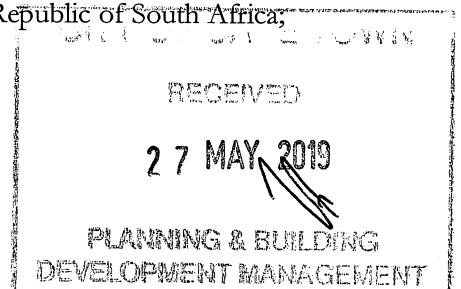 Republic of South Africa;
RECEIVED
27 MAY 2019
PLANNING & BUILDING
DEVELOPMENT MANAGEMENT